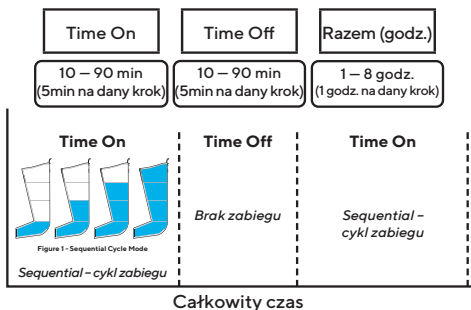 Time On
Time Off
Razem (godz.)
10 – 90 min
(5min na dany krok)
10 – 90 min
(5min na dany krok)
1 – 8 godz.
(1 godz. na dany krok)
Time On
Time Off
Time On
Figure 1 - Sequential Cycle Mode
Sequential – cykl zabiegu
Brak zabiegu
Sequential –
cykl zabiegu
Całkowity czas